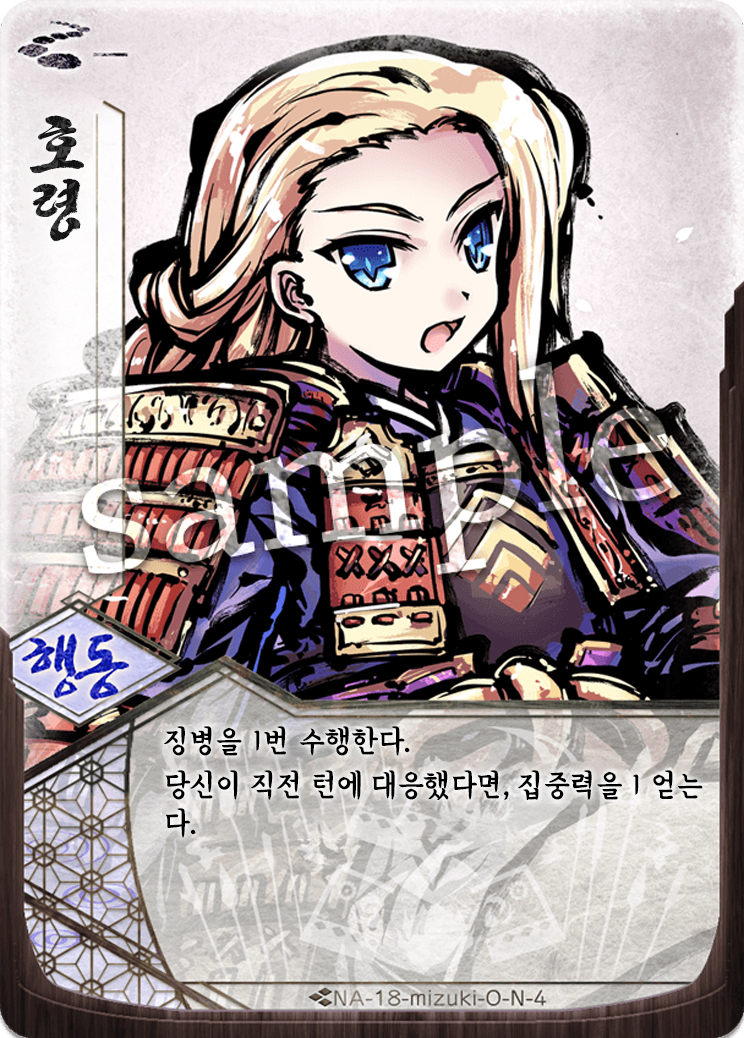 호령
sample
행동
징병을 1번 수행한다.
당신이 직전 턴에 대응했다면, 집중력을 1 얻는
다.
NA-18-mizuki-O-N-4